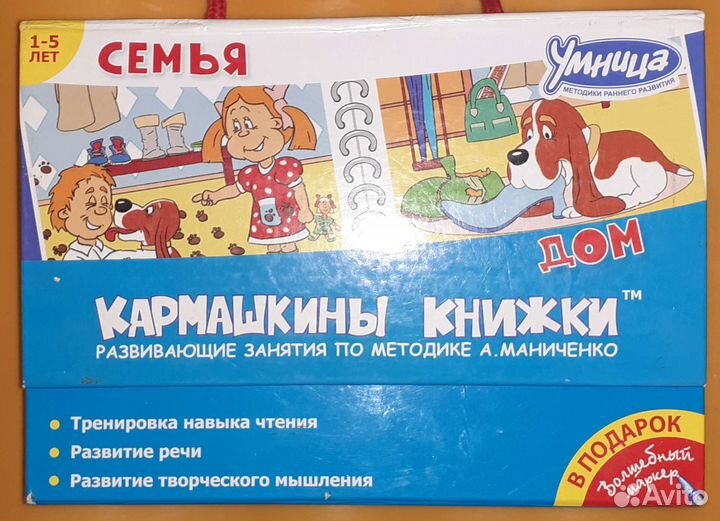 1-5
ЛЕТ
СЕМЬЯ
Умница
МЕТОДИКИ РАННЕГО РАЗВИТИЯ
ДОМ
КАРМАШКИНЫ КНИЖКИ™
РАЗВИВАЮЩИЕ ЗАНЯТИЯ ПО МЕТОДИКЕ А.МАНИЧЕНКО
• Тренировка навыка чтения
• Развитие речи
• Развитие творческого мышления
В ПОДАРОК
Волшебный
маркер
Avito